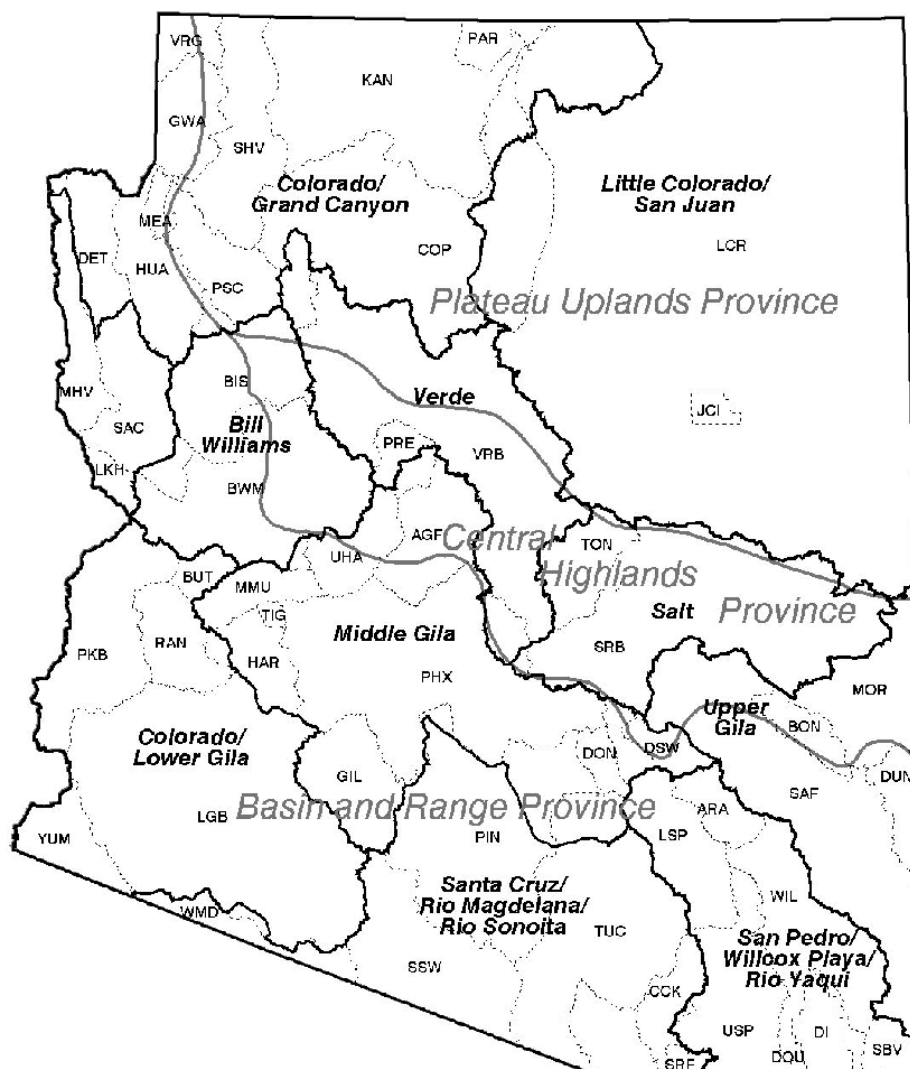 VRG
PAR
KAN
GWA
SHV
Colorado/
Grand Canyon
Little Colorado/
San Juan
MEA
COP
LCR
DET
HUA
PSC
Plateau Uplands Province
BIS
MHV
Verde
JCI
SAC
Bill
Williams
PRE
VRB
LKH
BWM
AGF
Central
Highlands
Province
TON
UHA
BUT
MMU
TIG
Salt
Middle Gila
RAN
HAR
SRB
PKB
PHX
MOR
Upper
Gila
BON
Colorado/
Lower Gila
DON
DSW
GIL
DUN
SAF
Basin and Range Province
LGB
ARA
YUM
PIN
LSP
Santa Cruz/
Rio Magdelana/
Rio Sonoita
WIL
WMD
TUC
San Pedro/
Willcox Playa/
Rio Yaqui
SSW
CCK
USP
DI
SBV
DOU
SRF